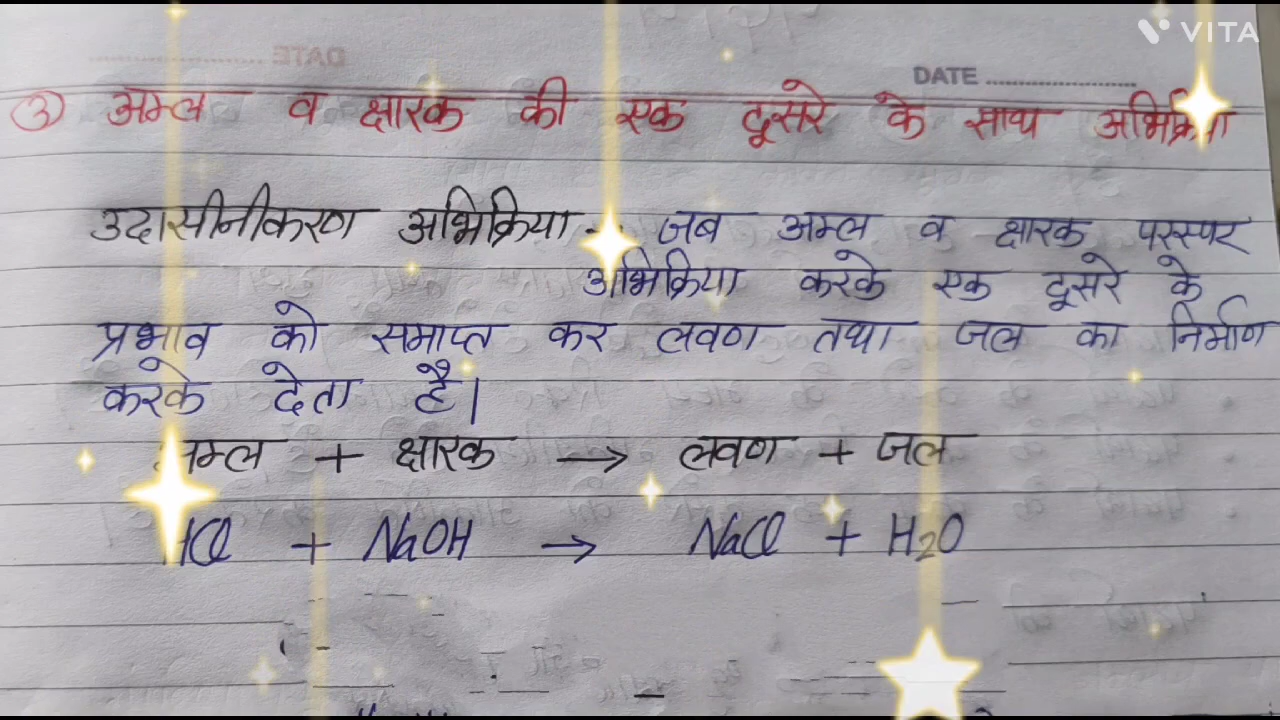 VITA
DATE
③ अम्ल व क्षारक की एक दूसरे के साथ अभिक्रिया
उदासीनीकरण अभिक्रिया :- जब अम्ल व क्षारक परस्पर
अभिक्रिया करके एक दूसरे के
प्रभाव को समाप्त कर लवण तथा जल का निर्माण
करके देता है।
अम्ल + क्षारक → लवण + जल
HCl + NaOH → NaCl + H2O